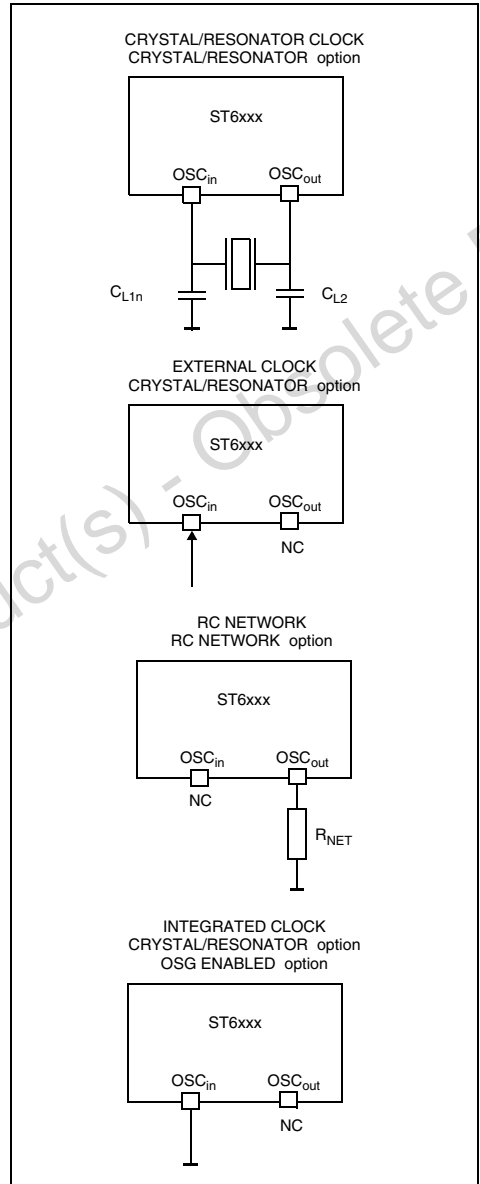 CRYSTAL/RESONATOR CLOCK
CRYSTAL/RESONATOR option
ST6xxx
OSCin OSCout
CL1n CL2
EXTERNAL CLOCK
CRYSTAL/RESONATOR option
ST6xxx
OSCin OSCout
NC
RC NETWORK
RC NETWORK option
ST6xxx
OSCin OSCout
NC
RNET
INTEGRATED CLOCK
CRYSTAL/RESONATOR option
OSG ENABLED option
ST6xxx
OSCin OSCout
NC
uct(s) - Obsolete